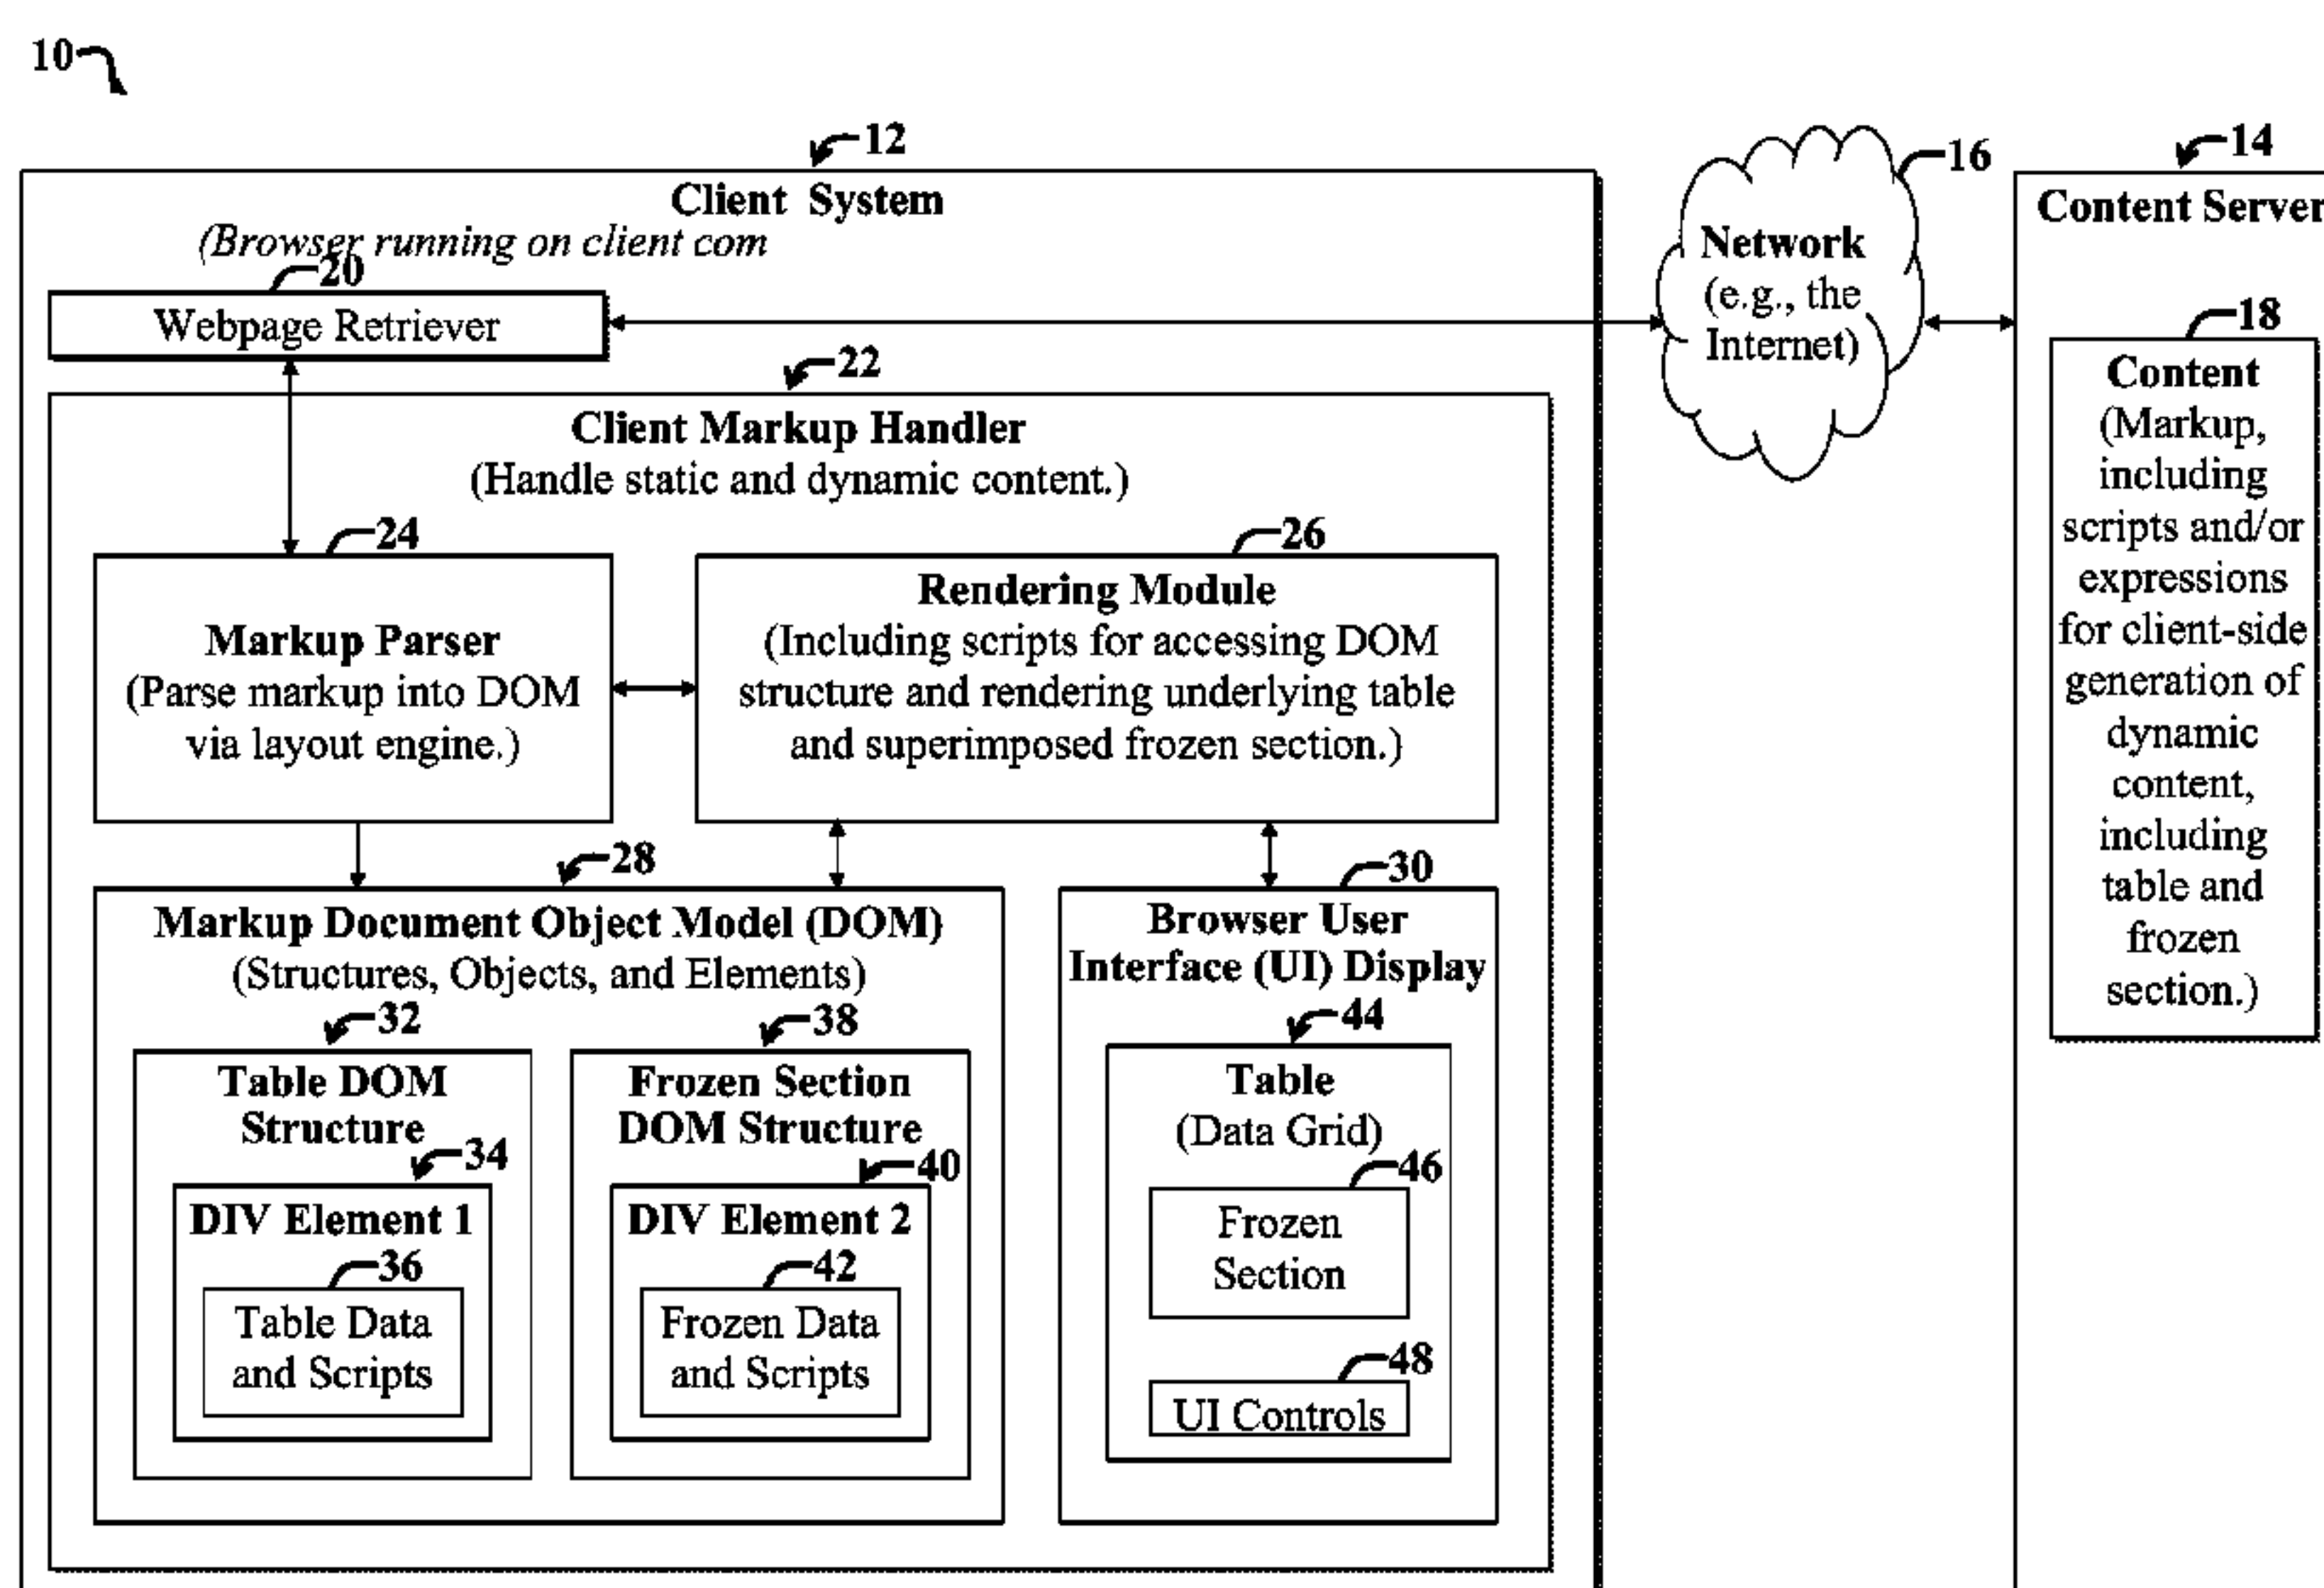 10
12
Client System
(Browser running on client com
20
Webpage Retriever
22
Client Markup Handler
(Handle static and dynamic content.)
24
Markup Parser
(Parse markup into DOM
via layout engine.)
26
Rendering Module
(Including scripts for accessing DOM
structure and rendering underlying table
and superimposed frozen section.)
28
Markup Document Object Model (DOM)
(Structures, Objects, and Elements)
32
Table DOM
Structure
34
DIV Element 1
36
Table Data
and Scripts
38
Frozen Section
DOM Structure
40
DIV Element 2
42
Frozen Data
and Scripts
30
Browser User
Interface (UI) Display
44
Table
(Data Grid)
46
Frozen
Section
48
UI Controls
16
Network
(e.g., the
Internet)
14
Content Server
18
Content
(Markup,
including
scripts and/or
expressions
for client-side
generation of
dynamic
content,
including
table and
frozen
section.)